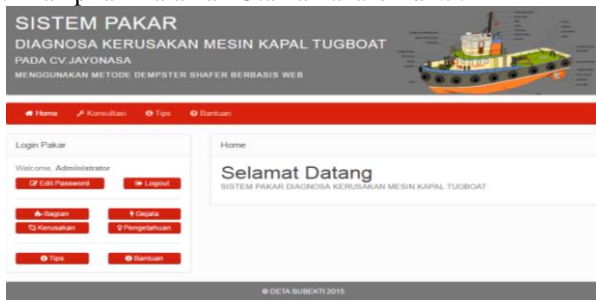 SISTEM PAKAR
DIAGNOSA KERUSAKAN MESIN KAPAL TUGBOAT
PADA CV.JAYONASA
MENGGUNAKAN METODE DEMPSTER SHAFER BERBASIS WEB
Home Konsultasi Tips Bantuan
Login Pakar
Welcome, Administrator
Edit Password Logout
Bagian Gejala
Kerusakan Pengetahuan
Tips Bantuan
Home
Selamat Datang
SISTEM PAKAR DIAGNOSA KERUSAKAN MESIN KAPAL TUGBOAT
© DETA SUBEKTI 2015